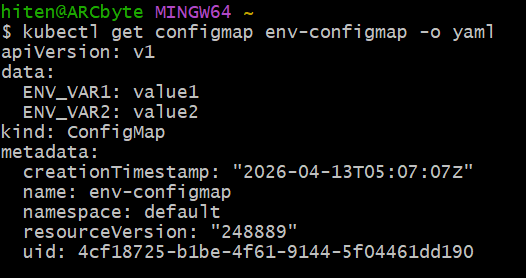 hiten@ARCbyte MINGW64 ~
$ kubectl get configmap env-configmap -o yaml
apiVersion: v1
data:
  ENV_VAR1: value1
  ENV_VAR2: value2
kind: ConfigMap
metadata:
  creationTimestamp: "2026-04-13T05:07:07Z"
  name: env-configmap
  namespace: default
  resourceVersion: "248889"
  uid: 4cf18725-b1be-4f61-9144-5f04461dd190